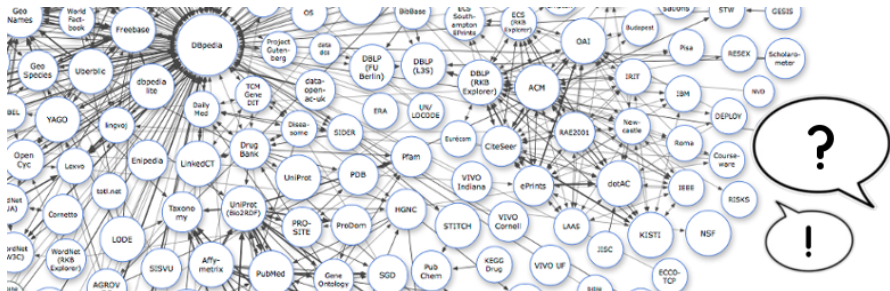 Geo
Names
World
Fact-
book
Freebase
DBpedia
OS
BibBase
ECS
South-
ampton
EPrints
ECS
(RKB
Explorer)
OAI
Budapest
STW
GESIS
Project
Guten-
berg
data
dcs
DBLP
(FU
Berlin)
DBLP
(L3S)
DBLP
(RKB
Explorer)
ACM
Pisa
RESEX
Scholaro-
meter
Geo
Species
Uberblic
dbpedia
lite
TCM
Gene
DIT
data-
open-
ac-uk
IRIT
IBM
NVD
YAGO
lingvoj
Daily
Med
Disea-
some
SIDER
ERA
UN/
LOCODE
Eurécom
CiteSeer
RAE2001
New-
castle
Roma
DEPLOY
Course-
ware
Open
Cyc
Lexvo
Enipedia
LinkedCT
Drug
Bank
UniProt
PDB
Pfam
VIVO
Indiana
ePrints
dotAC
IEEE
RISKS
totl.net
Cornetto
Taxono
my
UniProt
(Bio2RDF)
PRO-
SITE
ProDom
HGNC
STITCH
VIVO
Cornell
LAAS
KISTI
NSF
LODE
WordNet
(RKB
Explorer)
SISVU
Affy-
metrix
PubMed
Gene
Ontology
SGD
Pub
Chem
KEGG
Drug
VIVO UF
JISC
ECCO-
TCP
AGROV
?
!